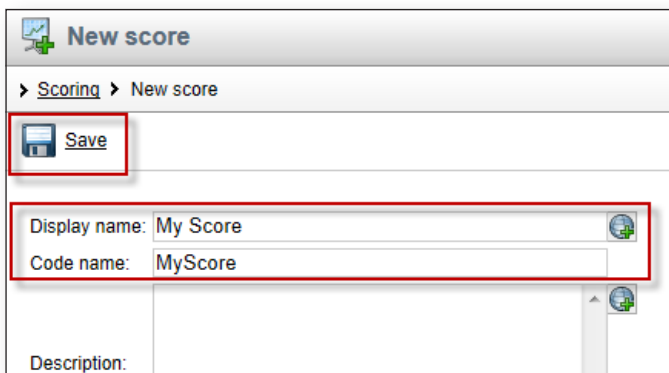 New score
Scoring New score
Save
Display name: My Score
Code name: MyScore
Description: